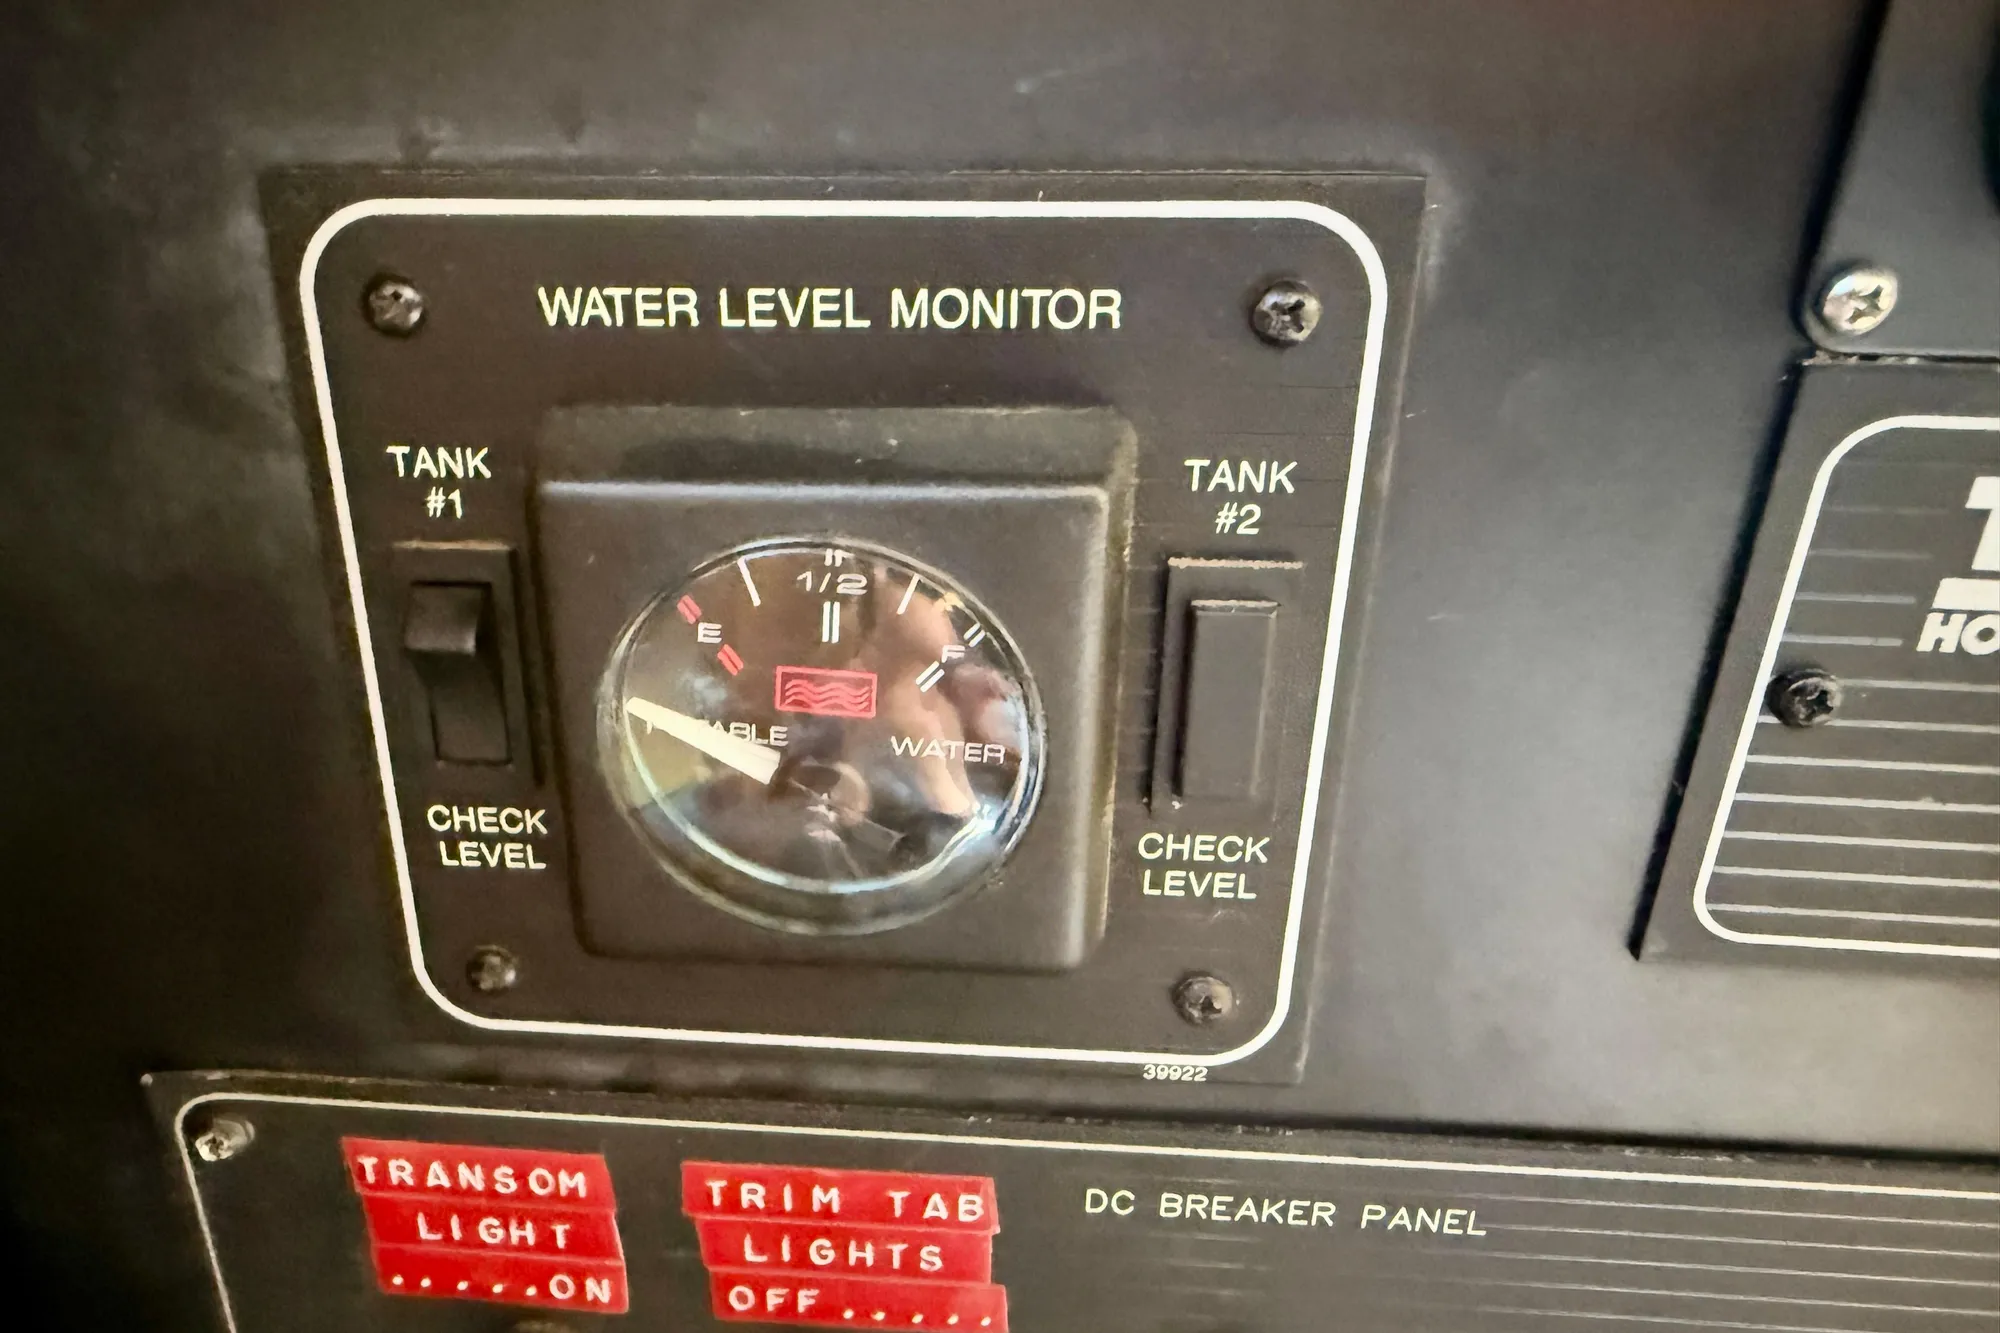 WATER LEVEL MONITOR
TANK
#1
TANK
#2
1/2
E
F
WATER
CHECK
LEVEL
CHECK
LEVEL
39922
TRANSOM
LIGHT
.....ON
TRIM TAB
LIGHTS
OFF.....
DC BREAKER PANEL